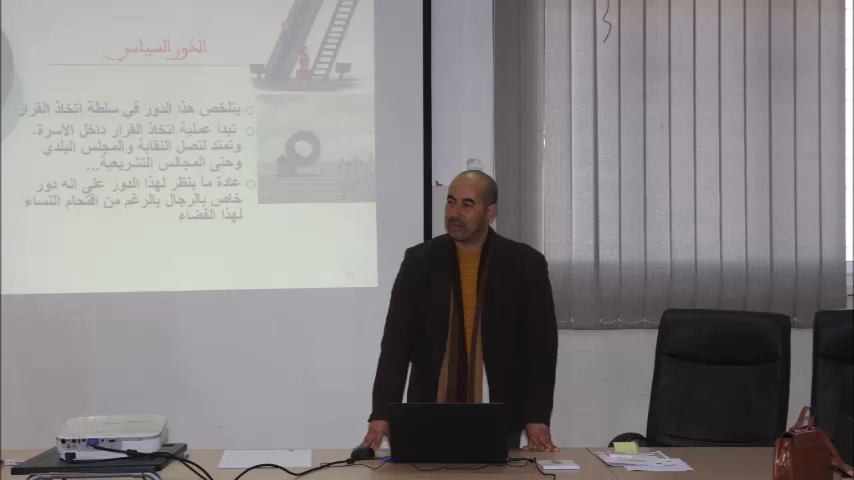 الدور السياسي
يتلخص هذا الدور في سلطة اتخاذ القرار
تبدأ عملية اتخاذ القرار داخل الأسرة،
وتمتد لتصل النقابة والمجلس البلدي
وحتى المجالس التشريعية...
عادة ما ينظر لهذا الدور على انه دور
خاص بالرجال بالرغم من اقتحام النساء
لهذا الفضاء